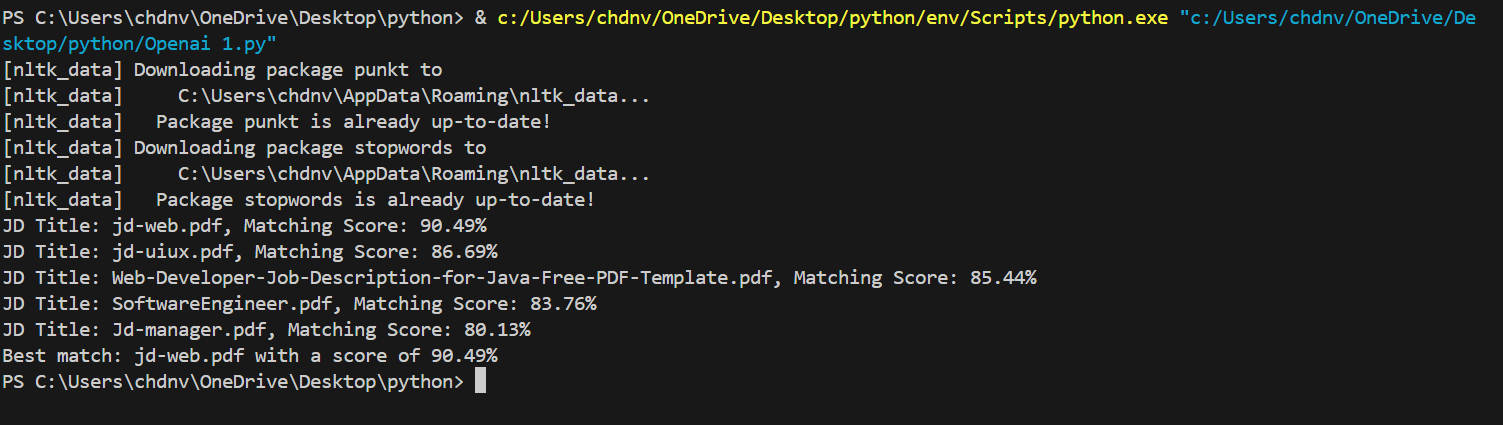 PS C:\Users\chdnv\OneDrive\Desktop\python> & c:/Users/chdnv/OneDrive/Desktop/python/env/Scripts/python.exe "c:/Users/chdnv/OneDrive/De
sktop/python/Openai 1.py"
[nltk_data] Downloading package punkt to
[nltk_data]     C:\Users\chdnv\AppData\Roaming\nltk_data...
[nltk_data]   Package punkt is already up-to-date!
[nltk_data] Downloading package stopwords to
[nltk_data]     C:\Users\chdnv\AppData\Roaming\nltk_data...
[nltk_data]   Package stopwords is already up-to-date!
JD Title: jd-web.pdf, Matching Score: 90.49%
JD Title: jd-uiux.pdf, Matching Score: 86.69%
JD Title: Web-Developer-Job-Description-for-Java-Free-PDF-Template.pdf, Matching Score: 85.44%
JD Title: SoftwareEngineer.pdf, Matching Score: 83.76%
JD Title: Jd-manager.pdf, Matching Score: 80.13%
Best match: jd-web.pdf with a score of 90.49%
PS C:\Users\chdnv\OneDrive\Desktop\python>